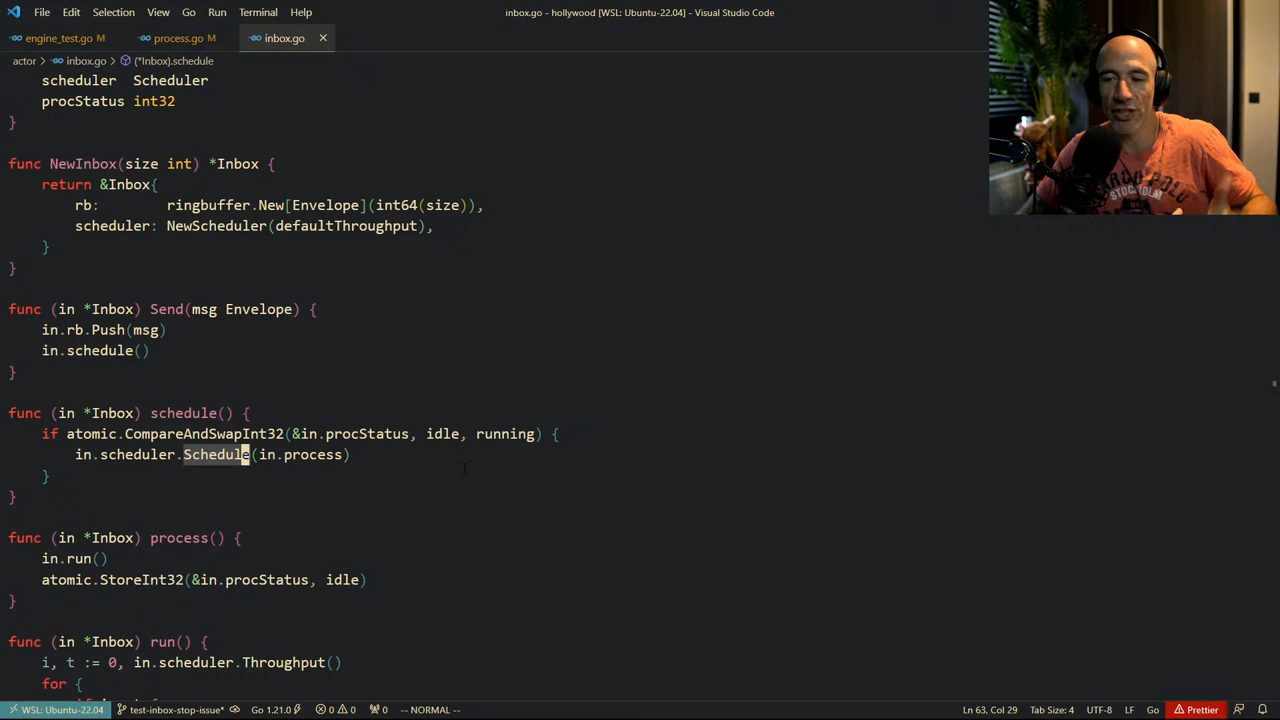 File Edit Selection View Go Run Terminal Help
inbox.go - hollywood [WSL: Ubuntu-22.04] - Visual Studio Code
engine_test.go M process.go M inbox.go
actor > inbox.go > (*Inbox).schedule
scheduler Scheduler
procStatus int32
}
func NewInbox(size int) *Inbox {
return &Inbox{
rb: ringbuffer.New[Envelope](int64(size)),
scheduler: NewScheduler(defaultThroughput),
}
}
func (in *Inbox) Send(msg Envelope) {
in.rb.Push(msg)
in.schedule()
}
func (in *Inbox) schedule() {
if atomic.CompareAndSwapInt32(&in.procStatus, idle, running) {
in.scheduler.Schedule(in.process)
}
}
func (in *Inbox) process() {
in.run()
atomic.StoreInt32(&in.procStatus, idle)
}
func (in *Inbox) run() {
i, t := 0, in.scheduler.Throughput()
for {
STOCKHOLM
WSL: Ubuntu-22.04 test-inbox-stop-issue* Go 1.21.0 0 0 0 -- NORMAL -- Ln 63, Col 29 Tab Size: 4 UTF-8 LF Go Prettier